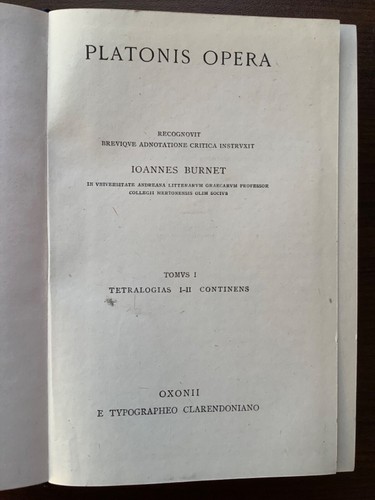 PLATONIS OPERA
RECOGNOVIT
BREVIQVE ADNOTATIONE CRITICA INSTRVXIT
IOANNES BURNET
IN VNIVERSITATE ANDREANA LITTERARVM GRAECARVM PROFESSOR
COLLEGII MERTONENSIS OLIM SOCIVS
TOMVS I
TETRALOGIAS I–II CONTINENS
OXONII
E TYPOGRAPHEO CLARENDONIANO